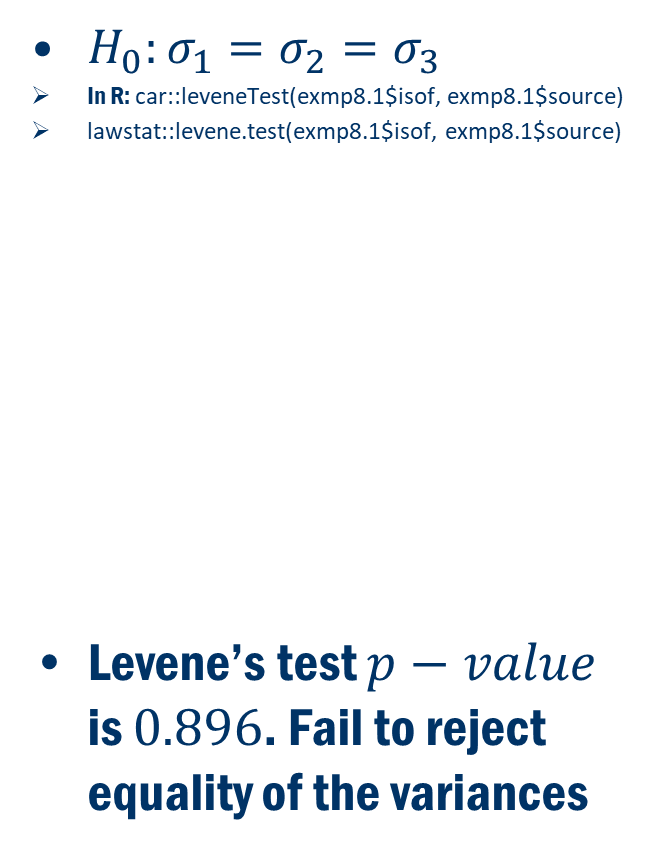 • H₀: σ₁ = σ₂ = σ₃
➢ In R: car::leveneTest(exmp8.1$isof, exmp8.1$source)
➢ lawstat::levene.test(exmp8.1$isof, exmp8.1$source)
• Levene’s test p − value
is 0.896. Fail to reject
equality of the variances